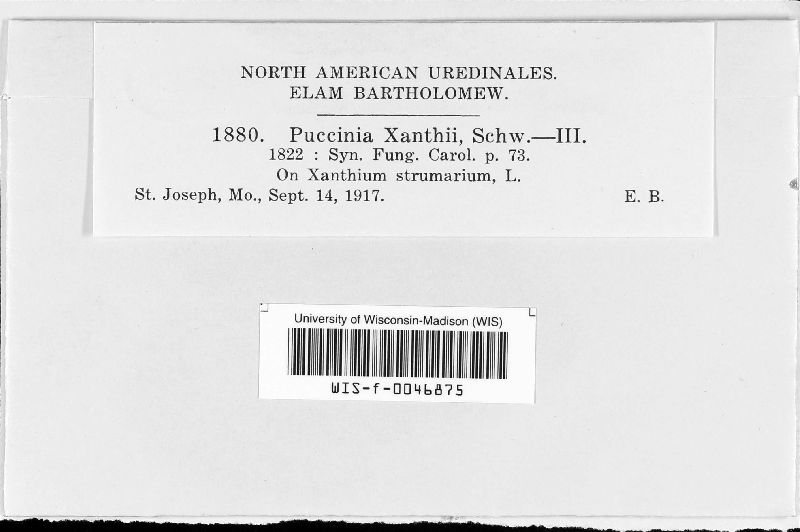 NORTH AMERICAN UREDINALES.
ELAM BARTHOLOMEW.
1880. Puccinia Xanthii, Schw.—III.
1822 : Syn. Fung. Carol. p. 73.
On Xanthium strumarium, L.
St. Joseph, Mo., Sept. 14, 1917. E. B.
University of Wisconsin-Madison (WIS)
WIS-f-0046875